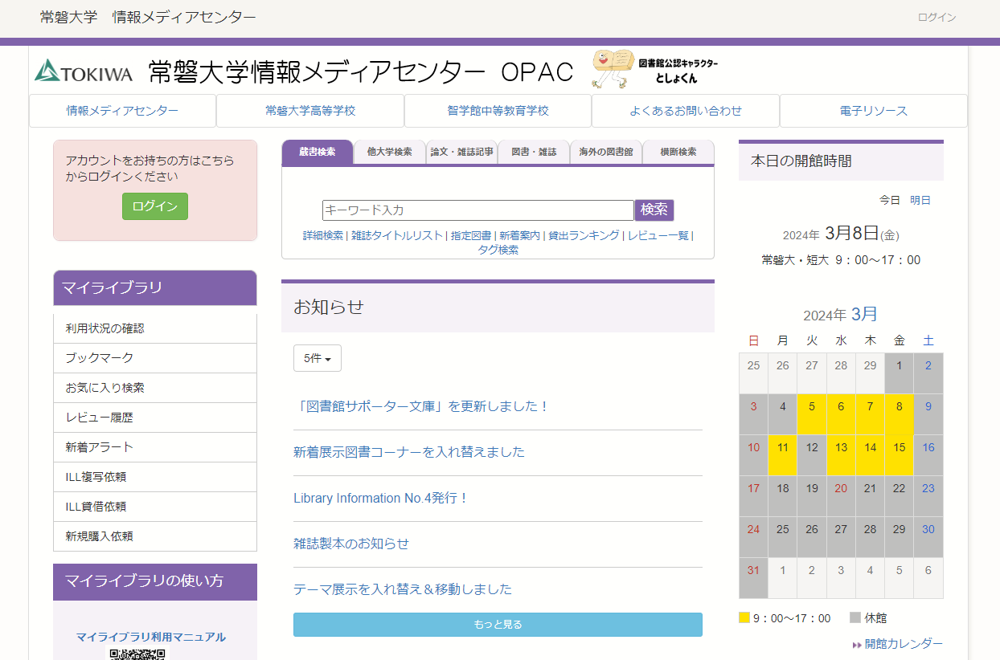 常磐大学 情報メディアセンター
ログイン
TOKIWA 常磐大学情報メディアセンター OPAC
図書館公認キャラクター
としょくん
情報メディアセンター
常磐大学高等学校
智学館中等教育学校
よくあるお問い合わせ
電子リソース
アカウントをお持ちの方はこちら
からログインください
ログイン
マイライブラリ
利用状況の確認
ブックマーク
お気に入り検索
レビュー履歴
新着アラート
ILL複写依頼
ILL貸借依頼
新規購入依頼
マイライブラリの使い方
マイライブラリ利用マニュアル
蔵書検索
他大学検索
論文・雑誌記事
図書・雑誌
海外の図書館
横断検索
キーワード入力
検索
詳細検索 | 雑誌タイトルリスト | 指定図書 | 新着案内 | 貸出ランキング | レビュー一覧 |
タグ検索
お知らせ
5件
「図書館サポーター文庫」を更新しました！
新着展示図書コーナーを入れ替えました
Library Information No.4発行！
雑誌製本のお知らせ
テーマ展示を入れ替え＆移動しました
もっと見る
本日の開館時間
今日 明日
2024年 3月8日(金)
常磐大・短大 9：00～17：00
2024年 3月
日 月 火 水 木 金 土
25 26 27 28 29 1 2
3 4 5 6 7 8 9
10 11 12 13 14 15 16
17 18 19 20 21 22 23
24 25 26 27 28 29 30
31 1 2 3 4 5 6
9：00～17：00 休館
開館カレンダー